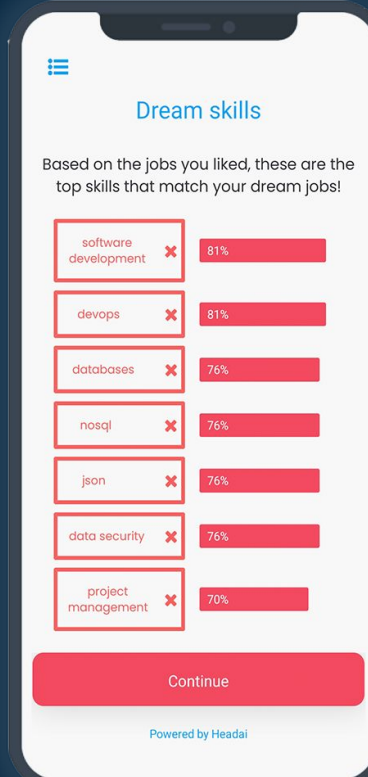 Dream skills
Based on the jobs you liked, these are the
top skills that match your dream jobs!
software
development
81%
devops
81%
databases
76%
nosql
76%
json
76%
data security
76%
project
management
70%
Continue
Powered by Headai